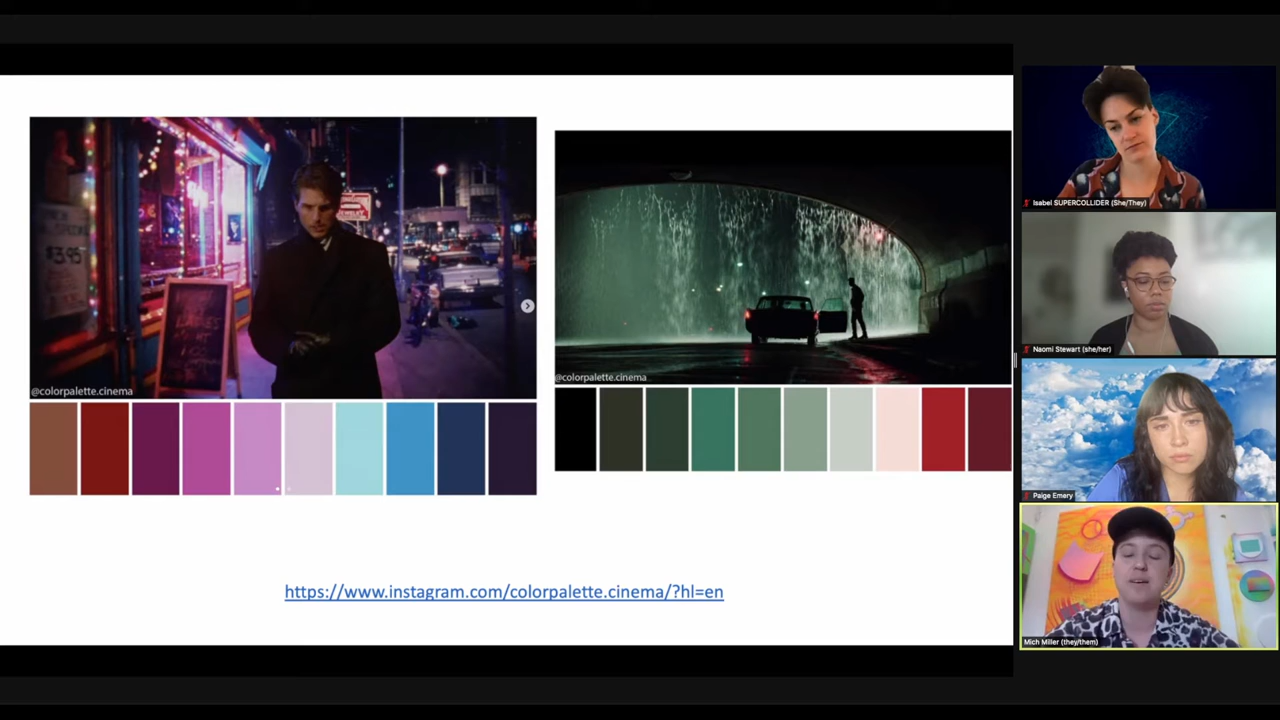 $3.95
@colorpalette.cinema
@colorpalette.cinema
https://www.instagram.com/colorpalette.cinema/?hl=en
Isabel SUPERCOLLIDER (She/They)
Naomi Stewart (she/her)
Paige Emery
Mich Miller (they/them)